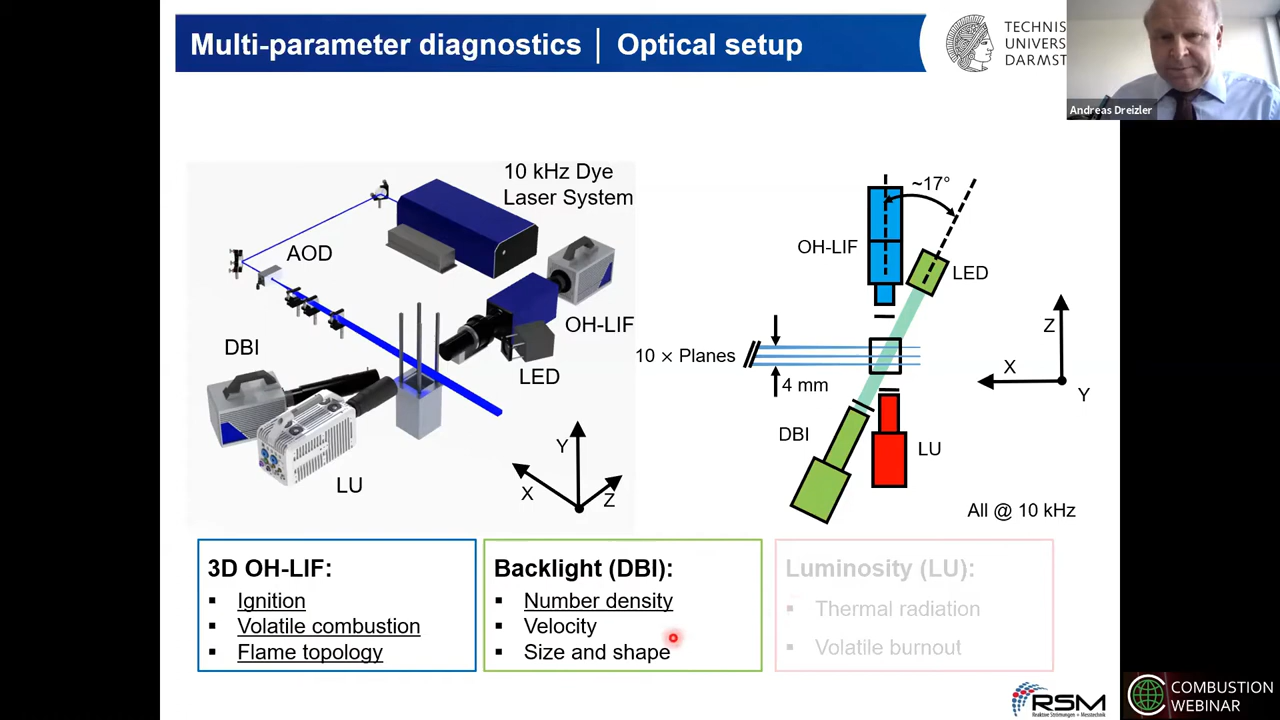 Multi-parameter diagnostics | Optical setup
TECHNIS
UNIVERS
DARMST
Andreas Dreizler
10 kHz Dye
Laser System
AOD
OH-LIF
DBI
LED
LU
Y
X
Z
~17°
OH-LIF
LED
10 × Planes
4 mm
Z
X
Y
DBI
LU
All @ 10 kHz
3D OH-LIF:
▪ Ignition
▪ Volatile combustion
▪ Flame topology
Backlight (DBI):
▪ Number density
▪ Velocity
▪ Size and shape
Luminosity (LU):
▪ Thermal radiation
▪ Volatile burnout
RSM
Reaktive Strömungen + Messtechnik
COMBUSTION
WEBINAR